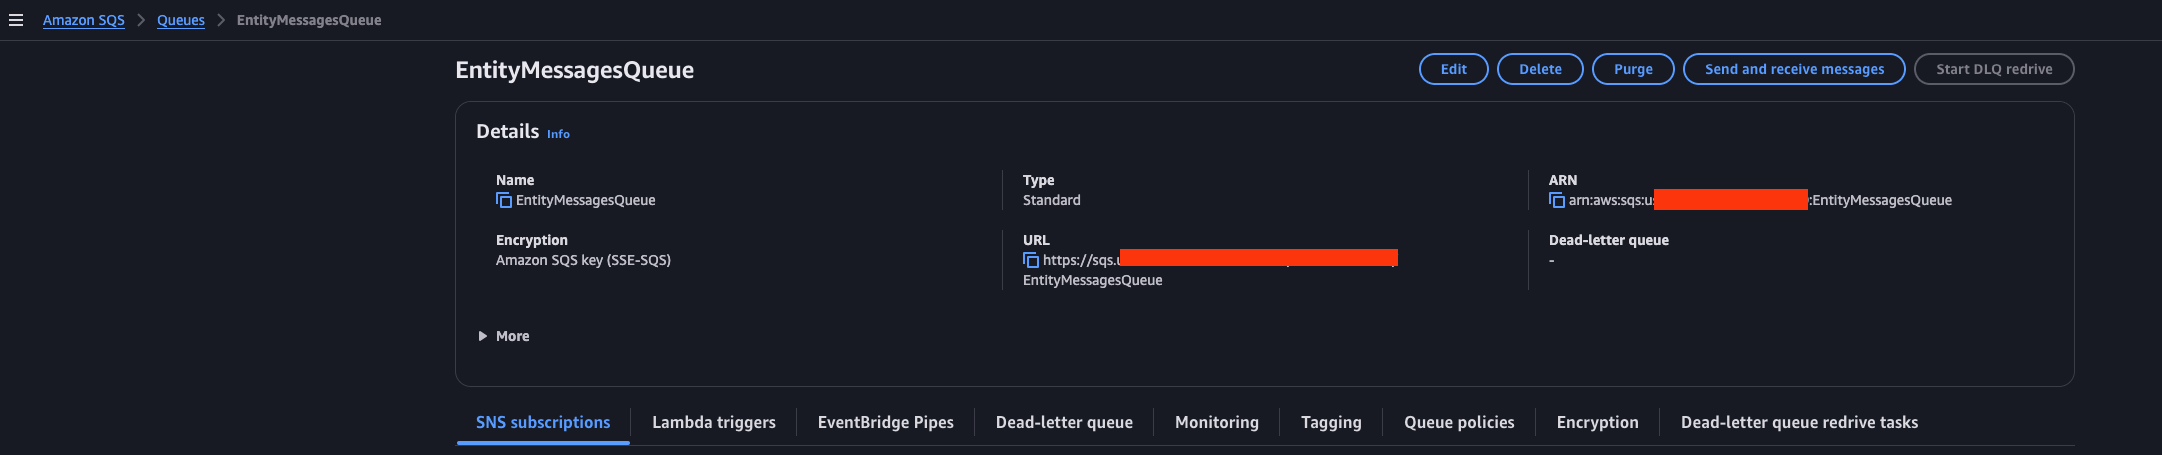 Amazon SQS > Queues > EntityMessagesQueue
EntityMessagesQueue
Edit Delete Purge Send and receive messages Start DLQ redrive
Details Info
Name
EntityMessagesQueue
Type
Standard
ARN
arn:aws:sqs:u :EntityMessagesQueue
Encryption
Amazon SQS key (SSE-SQS)
URL
https://sqs.
EntityMessagesQueue
Dead-letter queue
-
More
SNS subscriptions Lambda triggers EventBridge Pipes Dead-letter queue Monitoring Tagging Queue policies Encryption Dead-letter queue redrive tasks